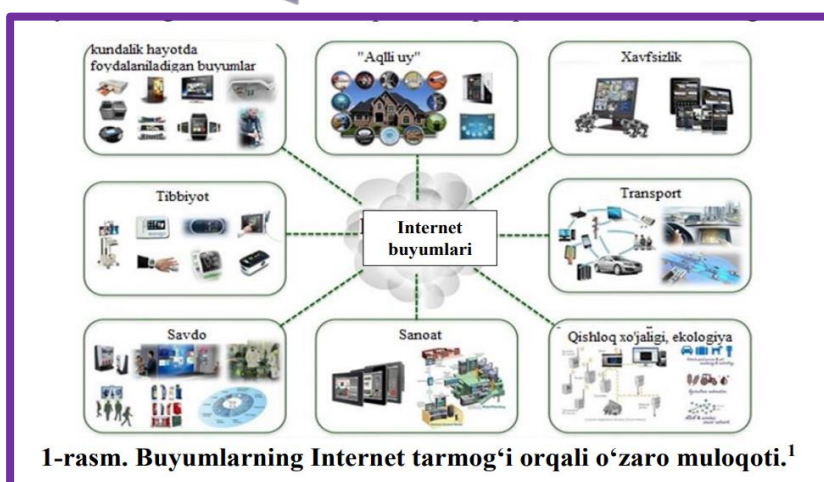 kundalik hayotda
foydalaniladigan buyumlar
"Aqlli uy"
Xavfsizlik
Tibbiyot
Internet
buyumlari
Transport
Savdo
Sanoat
Qishloq xo'jaligi, ekologiya
1-rasm. Buyumlarning Internet tarmog‘i orqali o‘zaro muloqoti.1